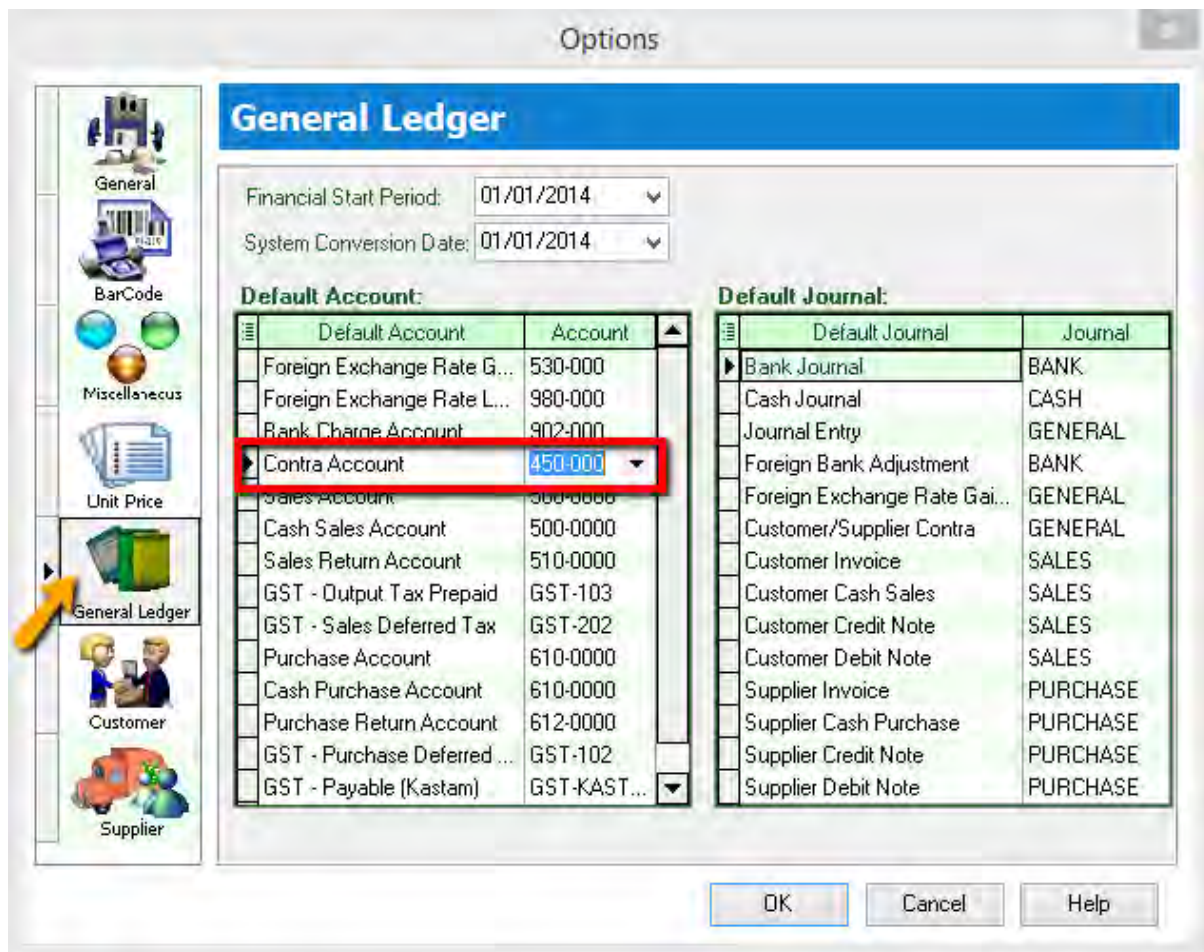 Options
General
BarCode
Miscellanecus
Unit Price
General Ledger
Customer
Supplier
General Ledger
Financial Start Period: 01/01/2014
System Conversion Date: 01/01/2014
Default Account:
Default Account Account
Foreign Exchange Rate G... 530-000
Foreign Exchange Rate L... 980-000
Bank Charge Account 902-000
Contra Account 450-000
Sales Account 500-0000
Cash Sales Account 500-0000
Sales Return Account 510-0000
GST - Output Tax Prepaid GST-103
GST - Sales Deferred Tax GST-202
Purchase Account 610-0000
Cash Purchase Account 610-0000
Purchase Return Account 612-0000
GST - Purchase Deferred ... GST-102
GST - Payable (Kastam) GST-KAST...
Default Journal:
Default Journal Journal
Bank Journal BANK
Cash Journal CASH
Journal Entry GENERAL
Foreign Bank Adjustment BANK
Foreign Exchange Rate Gai... GENERAL
Customer/Supplier Contra GENERAL
Customer Invoice SALES
Customer Cash Sales SALES
Customer Credit Note SALES
Customer Debit Note SALES
Supplier Invoice PURCHASE
Supplier Cash Purchase PURCHASE
Supplier Credit Note PURCHASE
Supplier Debit Note PURCHASE
OK Cancel Help